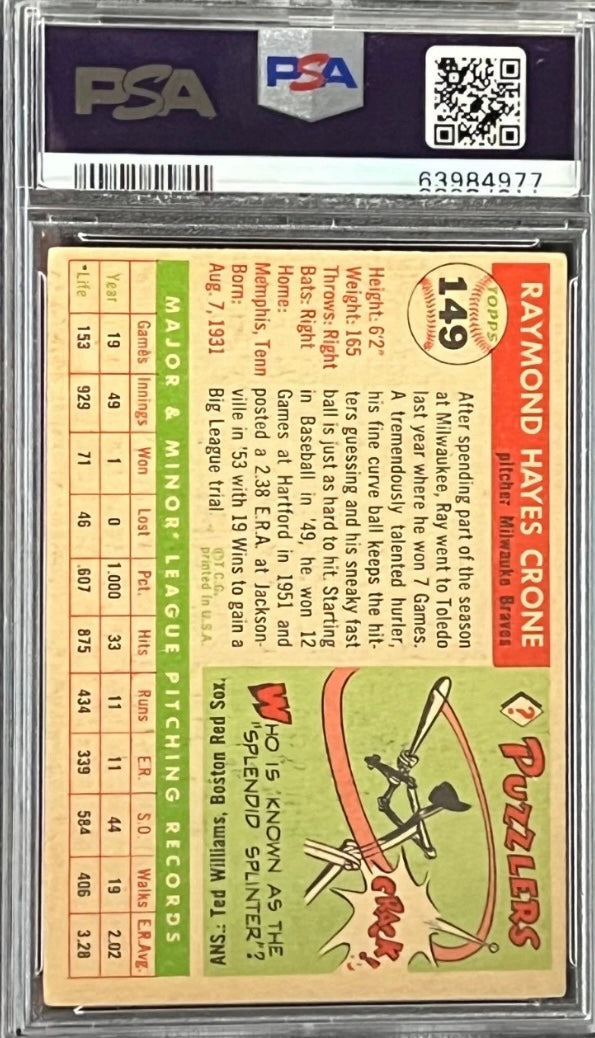 PSA
PSA
63984977
TOPPS
149
RAYMOND HAYES CRONE
pitcher Milwauke Braves
Height: 6'2"
Weight: 165
Throws: Right
Bats: Right
Home:
Memphis, Tenn
Born:
Aug. 7, 1931
After spending part of the season
at Milwaukee, Ray went to Toledo
last year where he won 7 Games.
A tremendously talented hurler,
his fine curve ball keeps the hit-
ters guessing and his sneaky fast
ball is just as hard to hit. Starting
in Baseball in '49, he won 12
Games at Hartford in 1951 and
posted a 2.38 E.R.A. at Jackson-
ville in '53 with 19 Wins to gain a
Big League trial.
©T.C.G.
printed in U.S.A.
? PUZZLERS
CRACK!
WHO IS KNOWN AS THE
"SPLENDID SPLINTER"?
ANS.: Ted Williams, Boston Red Sox.
MAJOR & MINOR* LEAGUE PITCHING RECORDS
Games Innings Won Lost Pct. Hits Runs E.R. S.O. Walks E.R.Avg.
Year 19 49 1 0 1.000 33 11 11 44 19 2.02
*Life 153 929 71 46 .607 875 434 339 584 406 3.28